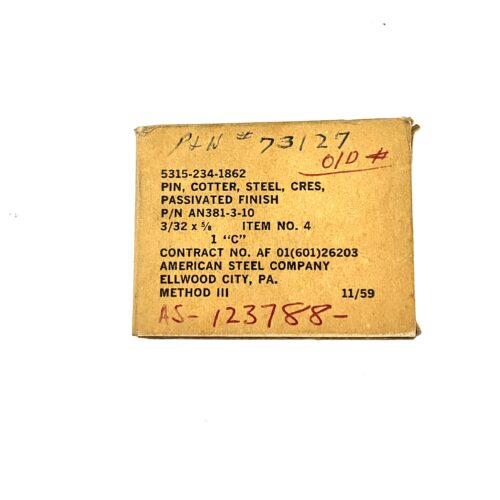 P+N # 73127
OlD #
5315-234-1862
PIN, COTTER, STEEL, CRES,
PASSIVATED FINISH
P/N AN381-3-10
3/32 x 5/8 ITEM NO. 4
1 "C"
CONTRACT NO. AF 01(601)26203
AMERICAN STEEL COMPANY
ELLWOOD CITY, PA.
METHOD III 11/59
AS-123788-